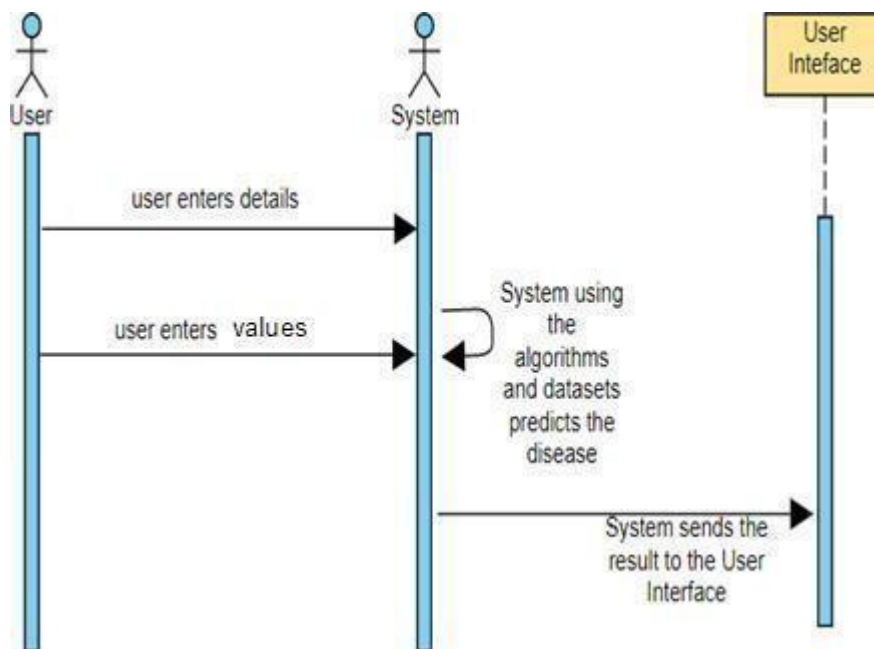 User
Inteface
User
System
user enters details
System using
the
algorithms
and datasets
predicts the
disease
user enters values
System sends the
result to the User
Interface